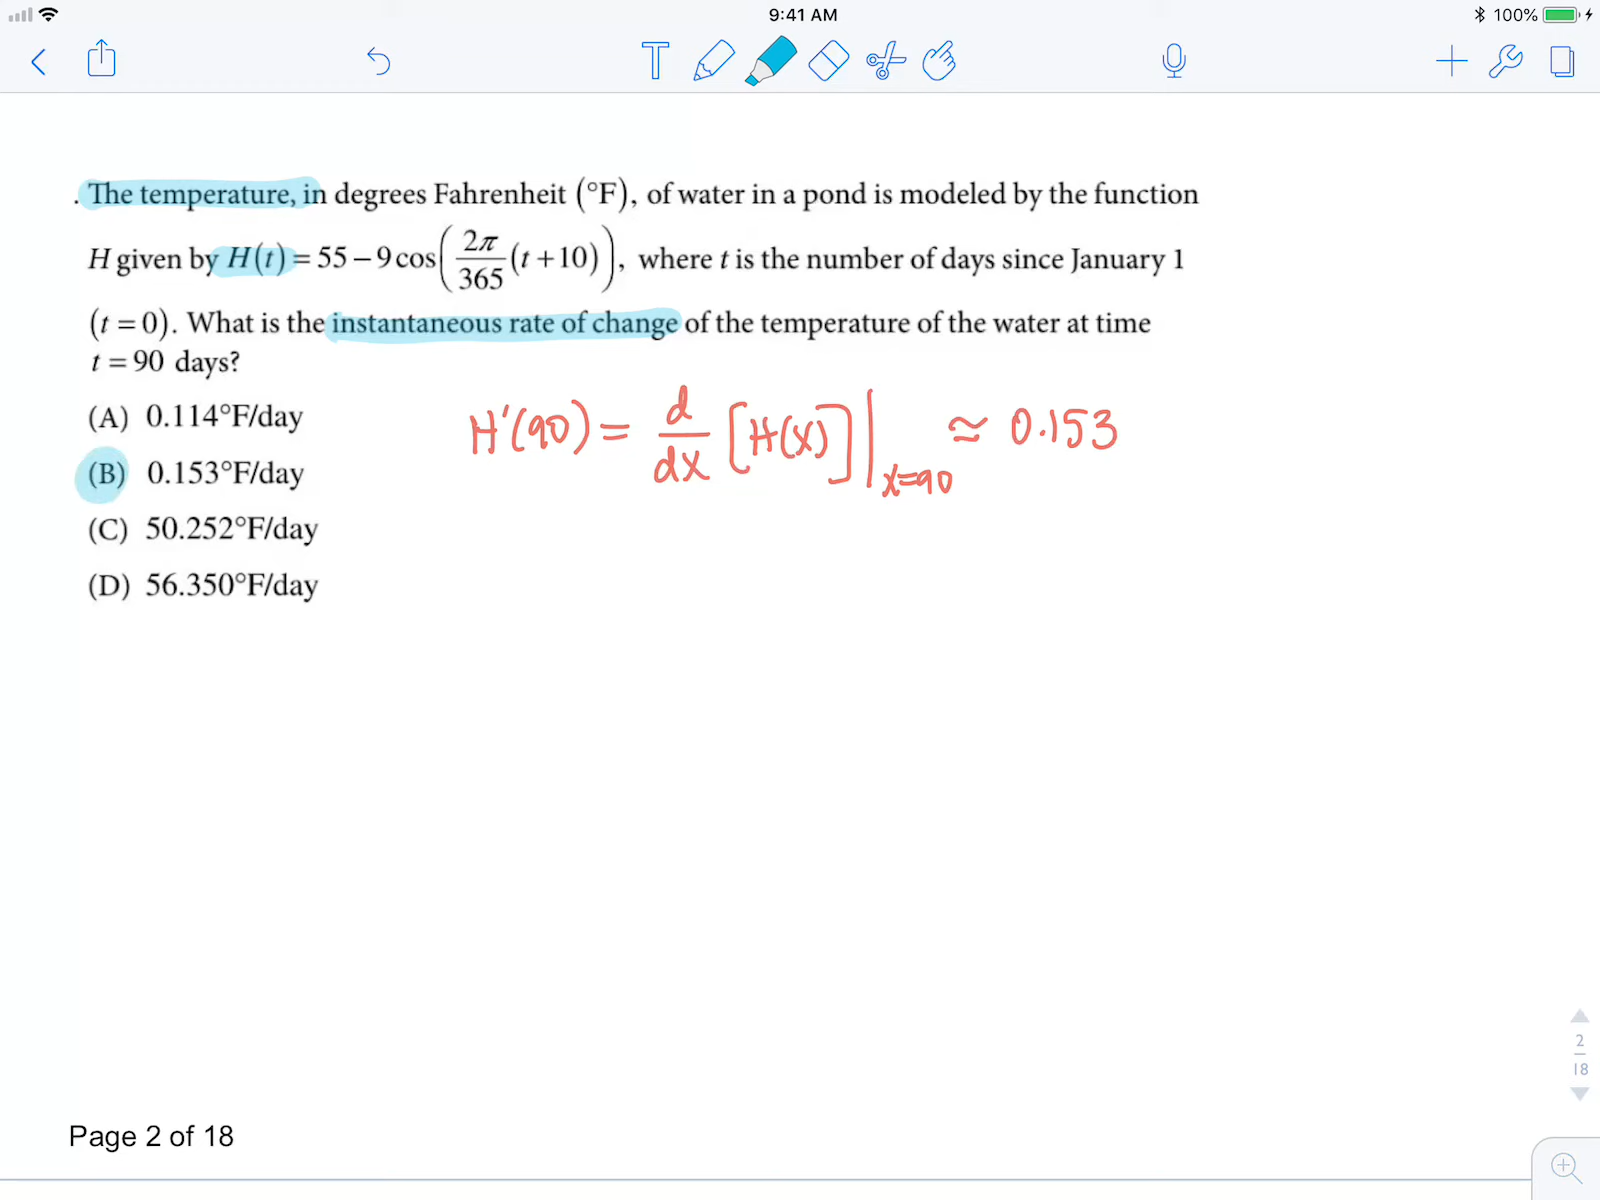 9:41 AM
100%
. The temperature, in degrees Fahrenheit (°F), of water in a pond is modeled by the function
H given by H(t) = 55 − 9 cos(2π/365 (t + 10)), where t is the number of days since January 1
(t = 0). What is the instantaneous rate of change of the temperature of the water at time
t = 90 days?
(A) 0.114°F/day
H'(90) = d/dx [H(x)] | x=90 ≈ 0.153
(B) 0.153°F/day
(C) 50.252°F/day
(D) 56.350°F/day
2
18
Page 2 of 18